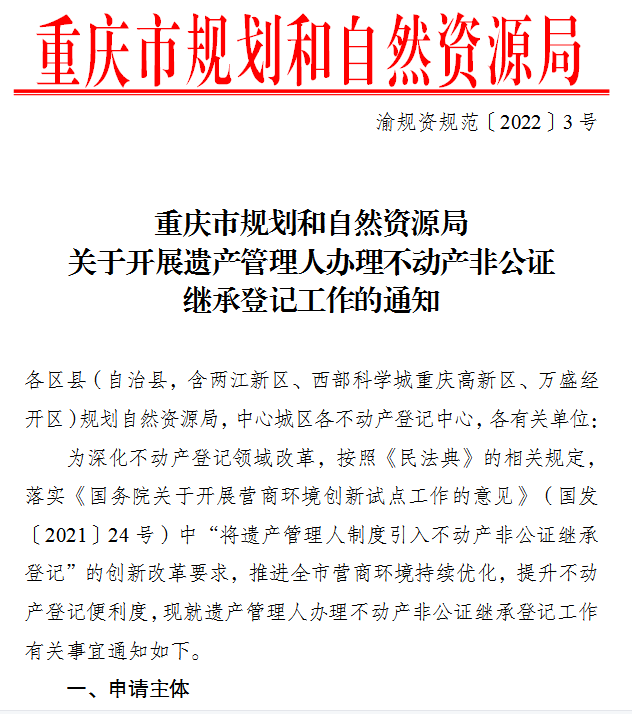 重庆市规划和自然资源局
渝规资规范〔2022〕3号
重庆市规划和自然资源局
关于开展遗产管理人办理不动产非公证
继承登记工作的通知
各区县（自治县，含两江新区、西部科学城重庆高新区、万盛经
开区）规划自然资源局，中心城区各不动产登记中心，各有关单位：
为深化不动产登记领域改革，按照《民法典》的相关规定，
落实《国务院关于开展营商环境创新试点工作的意见》（国发
〔2021〕24号）中“将遗产管理人制度引入不动产非公证继承
登记”的创新改革要求，推进全市营商环境持续优化，提升不动
产登记便利度，现就遗产管理人办理不动产非公证继承登记工作
有关事宜通知如下。
一、申请主体